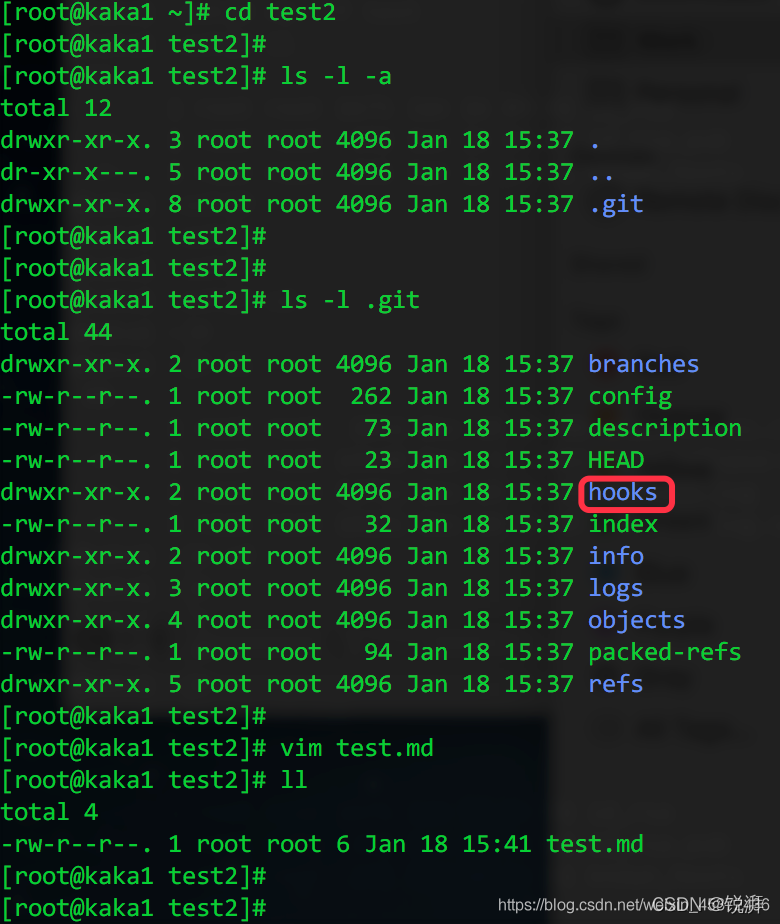 [root@kaka1 ~]# cd test2
[root@kaka1 test2]#
[root@kaka1 test2]# ls -l -a
total 12
drwxr-xr-x. 3 root root 4096 Jan 18 15:37 .
dr-xr-x---. 5 root root 4096 Jan 18 15:37 ..
drwxr-xr-x. 8 root root 4096 Jan 18 15:37 .git
[root@kaka1 test2]#
[root@kaka1 test2]#
[root@kaka1 test2]# ls -l .git
total 44
drwxr-xr-x. 2 root root 4096 Jan 18 15:37 branches
-rw-r--r--. 1 root root  262 Jan 18 15:37 config
-rw-r--r--. 1 root root   73 Jan 18 15:37 description
-rw-r--r--. 1 root root   23 Jan 18 15:37 HEAD
drwxr-xr-x. 2 root root 4096 Jan 18 15:37 hooks
-rw-r--r--. 1 root root   32 Jan 18 15:37 index
drwxr-xr-x. 2 root root 4096 Jan 18 15:37 info
drwxr-xr-x. 3 root root 4096 Jan 18 15:37 logs
drwxr-xr-x. 4 root root 4096 Jan 18 15:37 objects
-rw-r--r--. 1 root root   94 Jan 18 15:37 packed-refs
drwxr-xr-x. 5 root root 4096 Jan 18 15:37 refs
[root@kaka1 test2]#
[root@kaka1 test2]# vim test.md
[root@kaka1 test2]# ll
total 4
-rw-r--r--. 1 root root 6 Jan 18 15:41 test.md
[root@kaka1 test2]#
[root@kaka1 test2]#
CSDN @锐湃